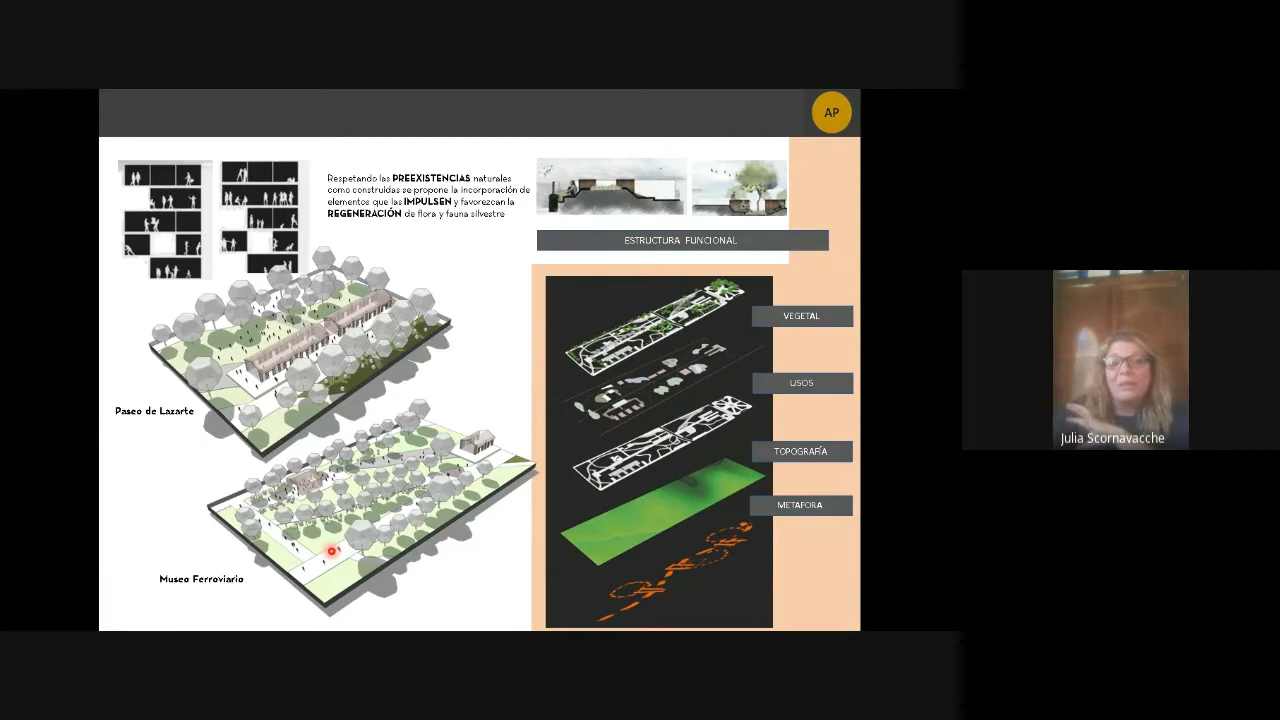 AP
Respetando las PREEXISTENCIAS naturales
como construidas se propone la incorporación de
elementos que las IMPULSEN y favorezcan la
REGENERACIÓN de flora y fauna silvestre
ESTRUCTURA FUNCIONAL
VEGETAL
USOS
Paseo de Lazarte
TOPOGRAFÍA
METAFORA
Museo Ferroviario
Julia Scornavacche